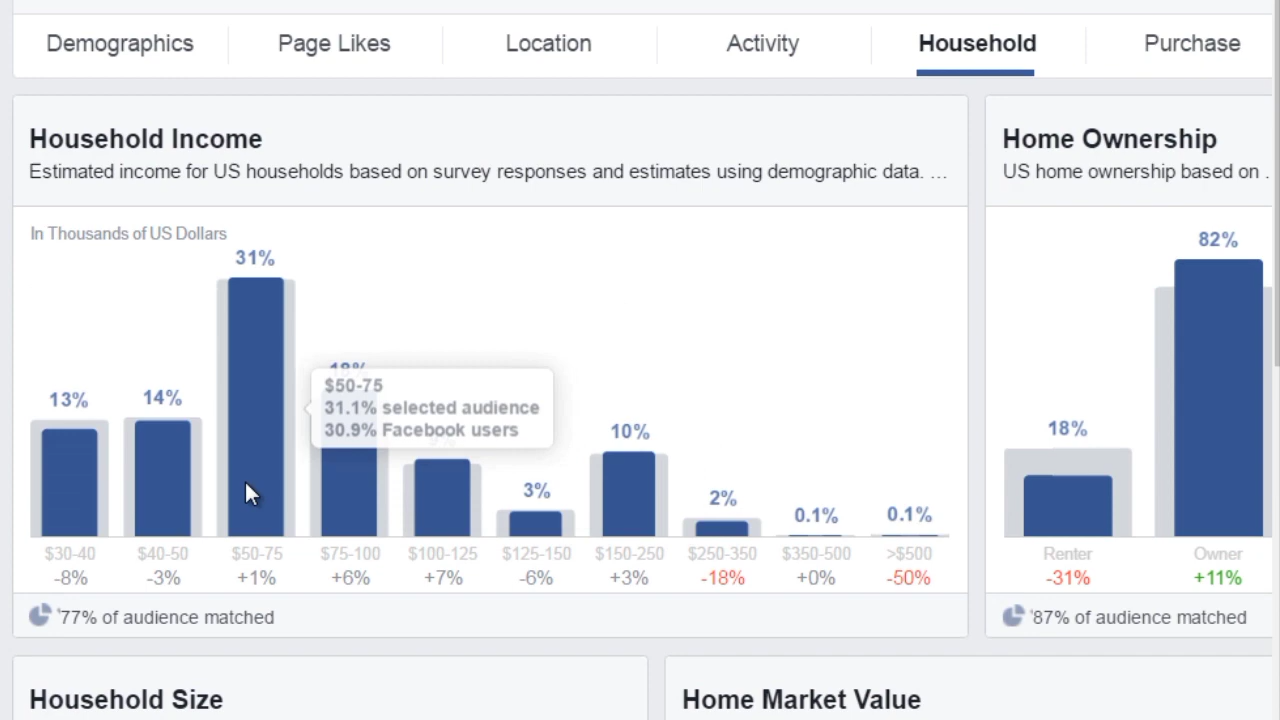 Demographics Page Likes Location Activity Household Purchase
Household Income
Estimated income for US households based on survey responses and estimates using demographic data. ...
In Thousands of US Dollars
31%
18%
13% 14%
$50-75
31.1% selected audience
30.9% Facebook users
10%
3%
2%
0.1% 0.1%
$30-40 $40-50 $50-75 $75-100 $100-125 $125-150 $150-250 $250-350 $350-500 >$500
-8% -3% +1% +6% +7% -6% +3% -18% +0% -50%
77% of audience matched
Home Ownership
US home ownership based on .
82%
18%
Renter Owner
-31% +11%
87% of audience matched
Household Size
Home Market Value